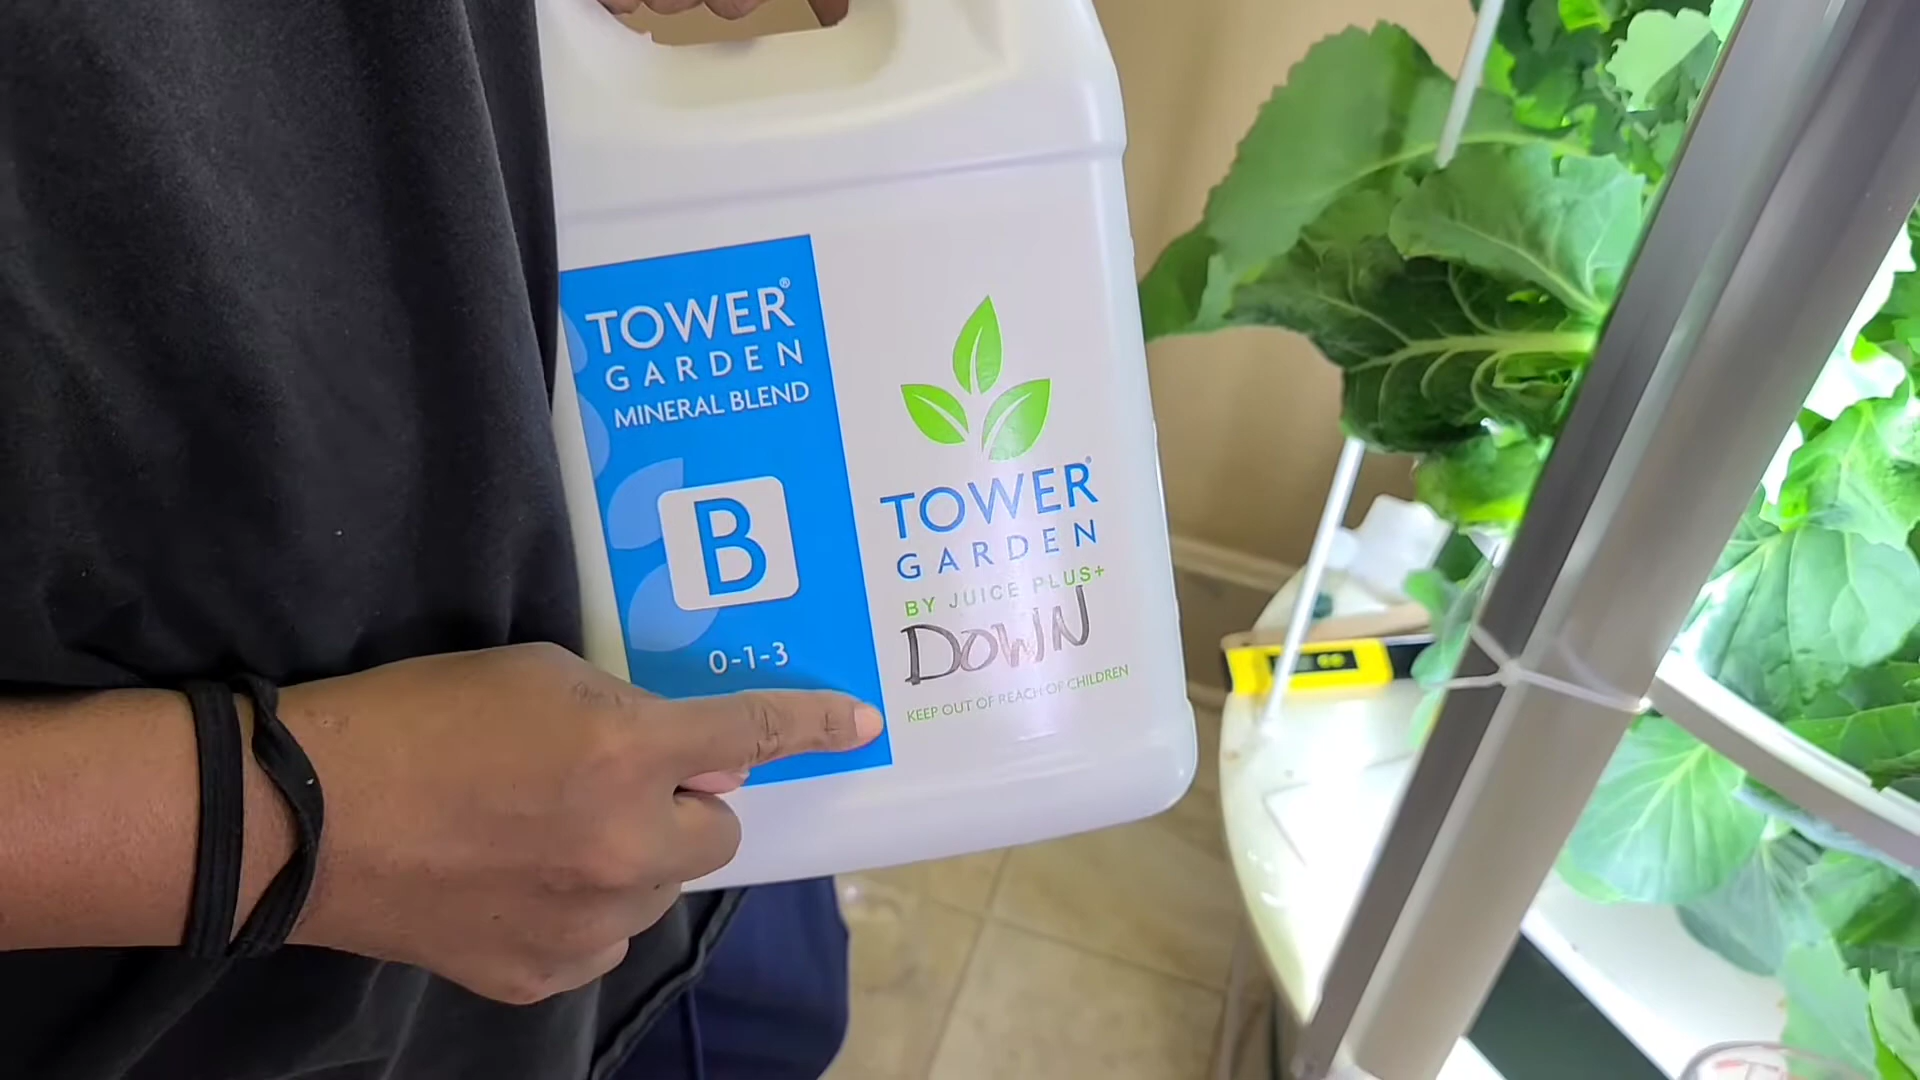 TOWER®
GARDEN
MINERAL BLEND
B
0-1-3
TOWER®
GARDEN
BY JUICE PLUS+
DOWN
KEEP OUT OF REACH OF CHILDREN